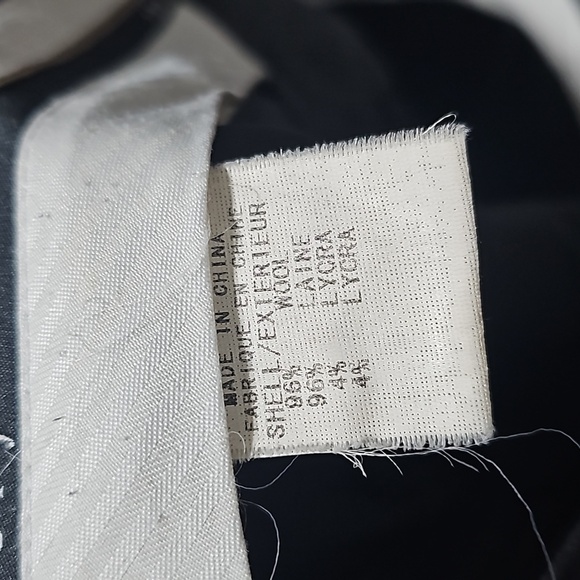 MADE IN CHINA
FABRIQUE EN CHINE
SHELL/EXTERIEUR
96% WOOL
96% LAINE
4% LYCRA
4% LYCRA